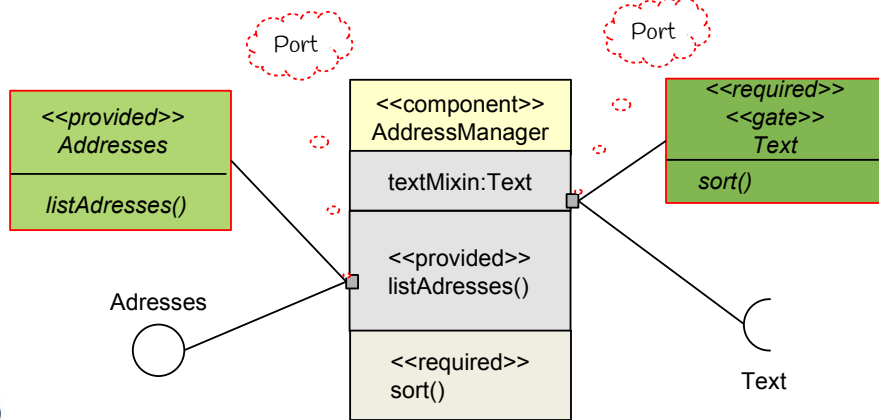 Port
Port
<<provided>>
Addresses
listAdresses()
<<component>>
AddressManager
textMixin:Text
<<provided>>
listAdresses()
<<required>>
sort()
<<required>>
<<gate>>
Text
sort()
Adresses
Text